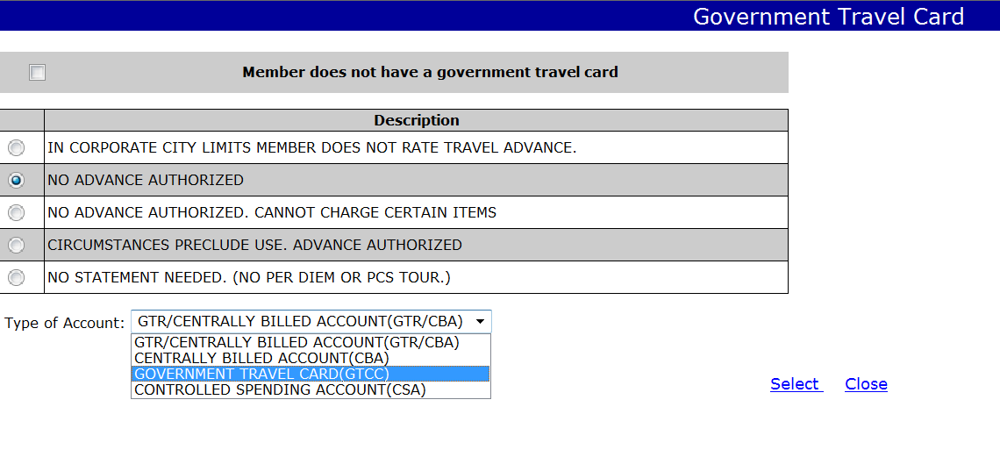 Government Travel Card
Member does not have a government travel card
Description
IN CORPORATE CITY LIMITS MEMBER DOES NOT RATE TRAVEL ADVANCE.
NO ADVANCE AUTHORIZED
NO ADVANCE AUTHORIZED. CANNOT CHARGE CERTAIN ITEMS
CIRCUMSTANCES PRECLUDE USE. ADVANCE AUTHORIZED
NO STATEMENT NEEDED. (NO PER DIEM OR PCS TOUR.)
Type of Account: GTR/CENTRALLY BILLED ACCOUNT(GTR/CBA)
GTR/CENTRALLY BILLED ACCOUNT(GTR/CBA)
CENTRALLY BILLED ACCOUNT(CBA)
GOVERNMENT TRAVEL CARD(GTCC)
CONTROLLED SPENDING ACCOUNT(CSA)
Select Close